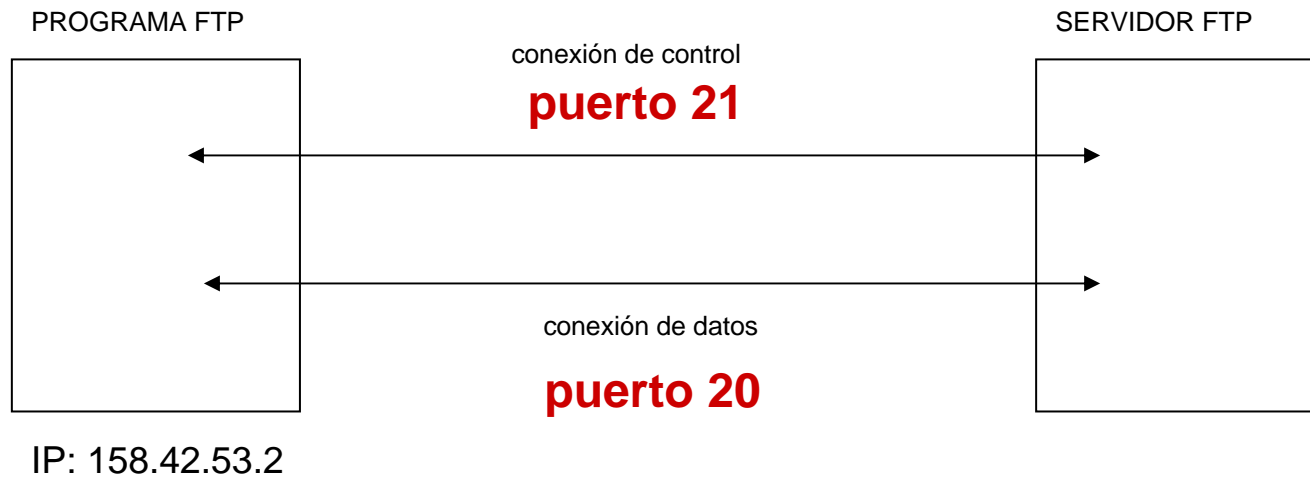 PROGRAMA FTP
SERVIDOR FTP
conexión de control
puerto 21
conexión de datos
puerto 20
IP: 158.42.53.2